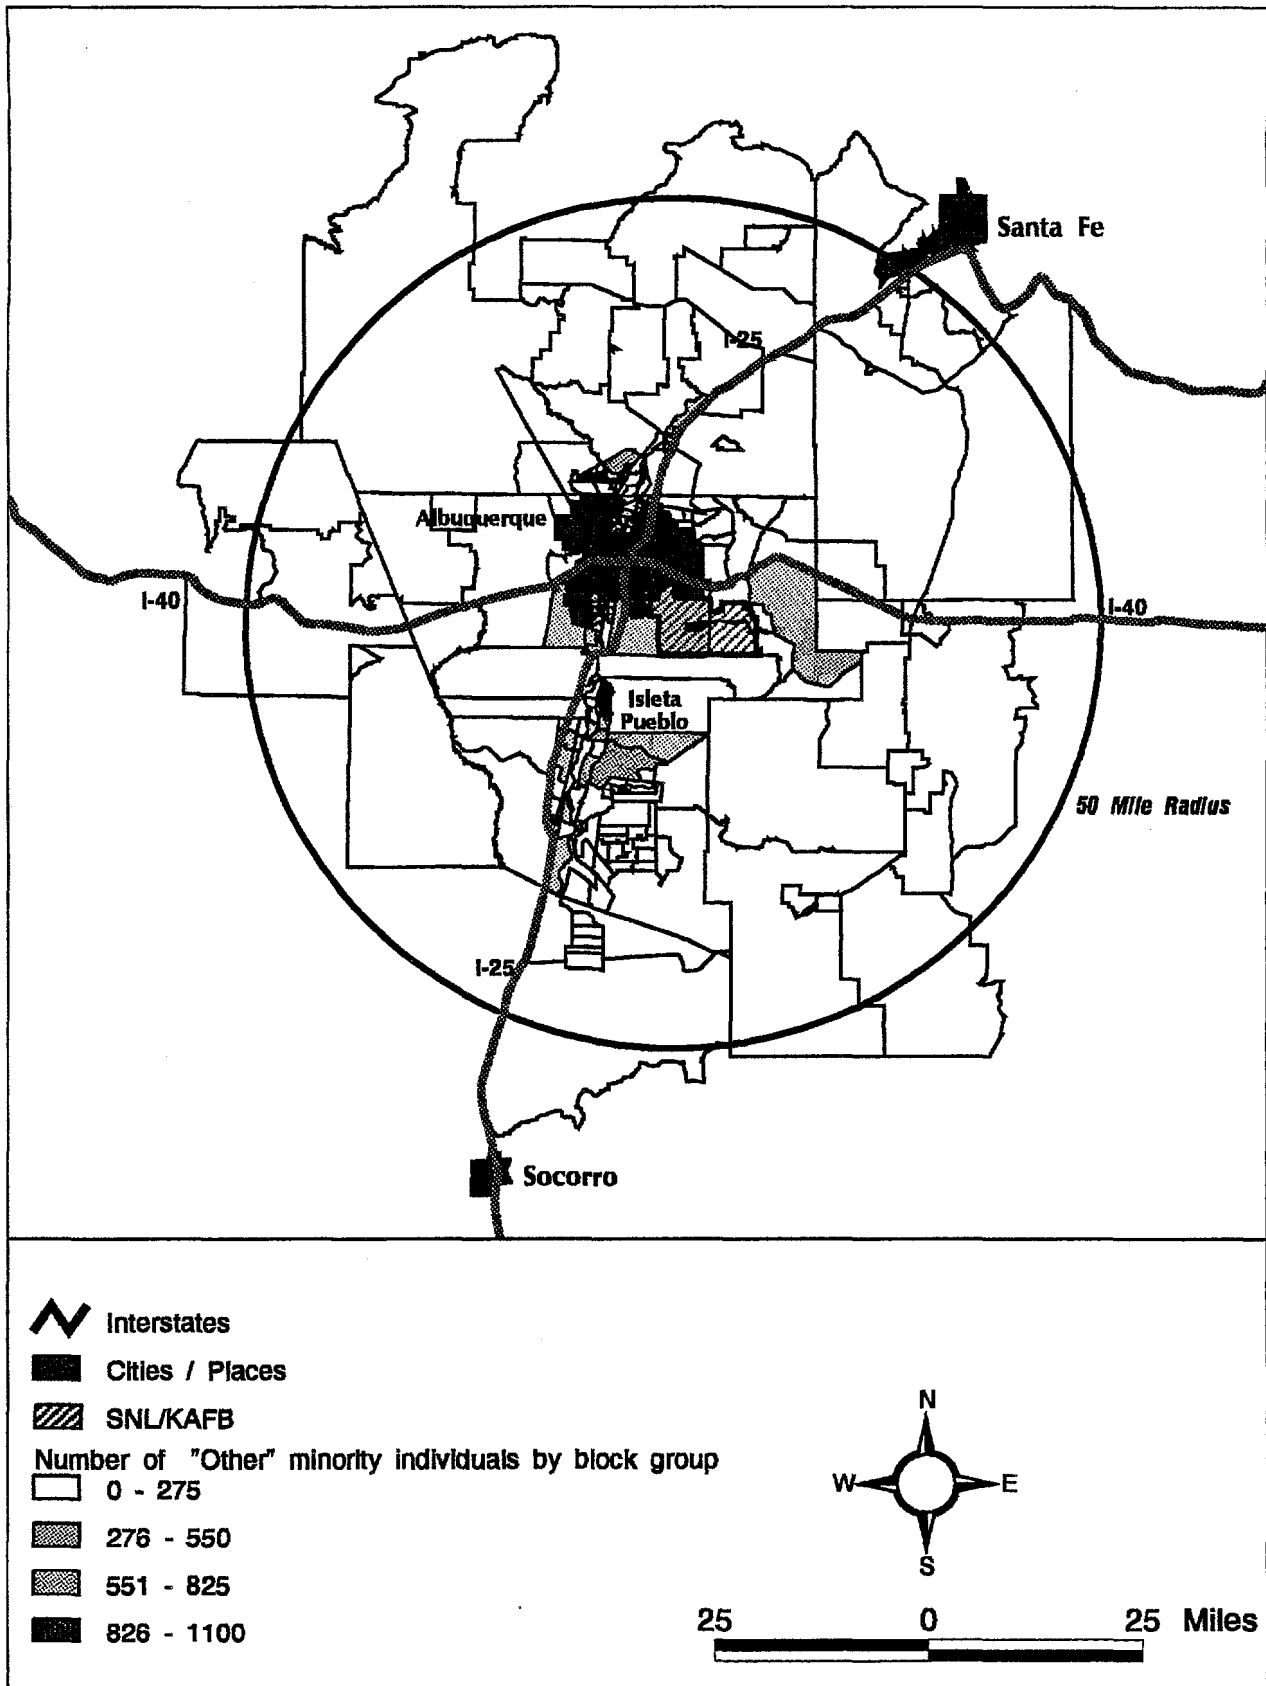 Santa Fe
I-25
Albuquerque
I-40
I-40
Isleta
Pueblo
50 Mile Radius
I-25
Socorro
Interstates
Cities / Places
SNL/KAFB
Number of "Other" minority individuals by block group
0 - 275
276 - 550
551 - 825
826 - 1100
N
W E
S
25 0 25 Miles